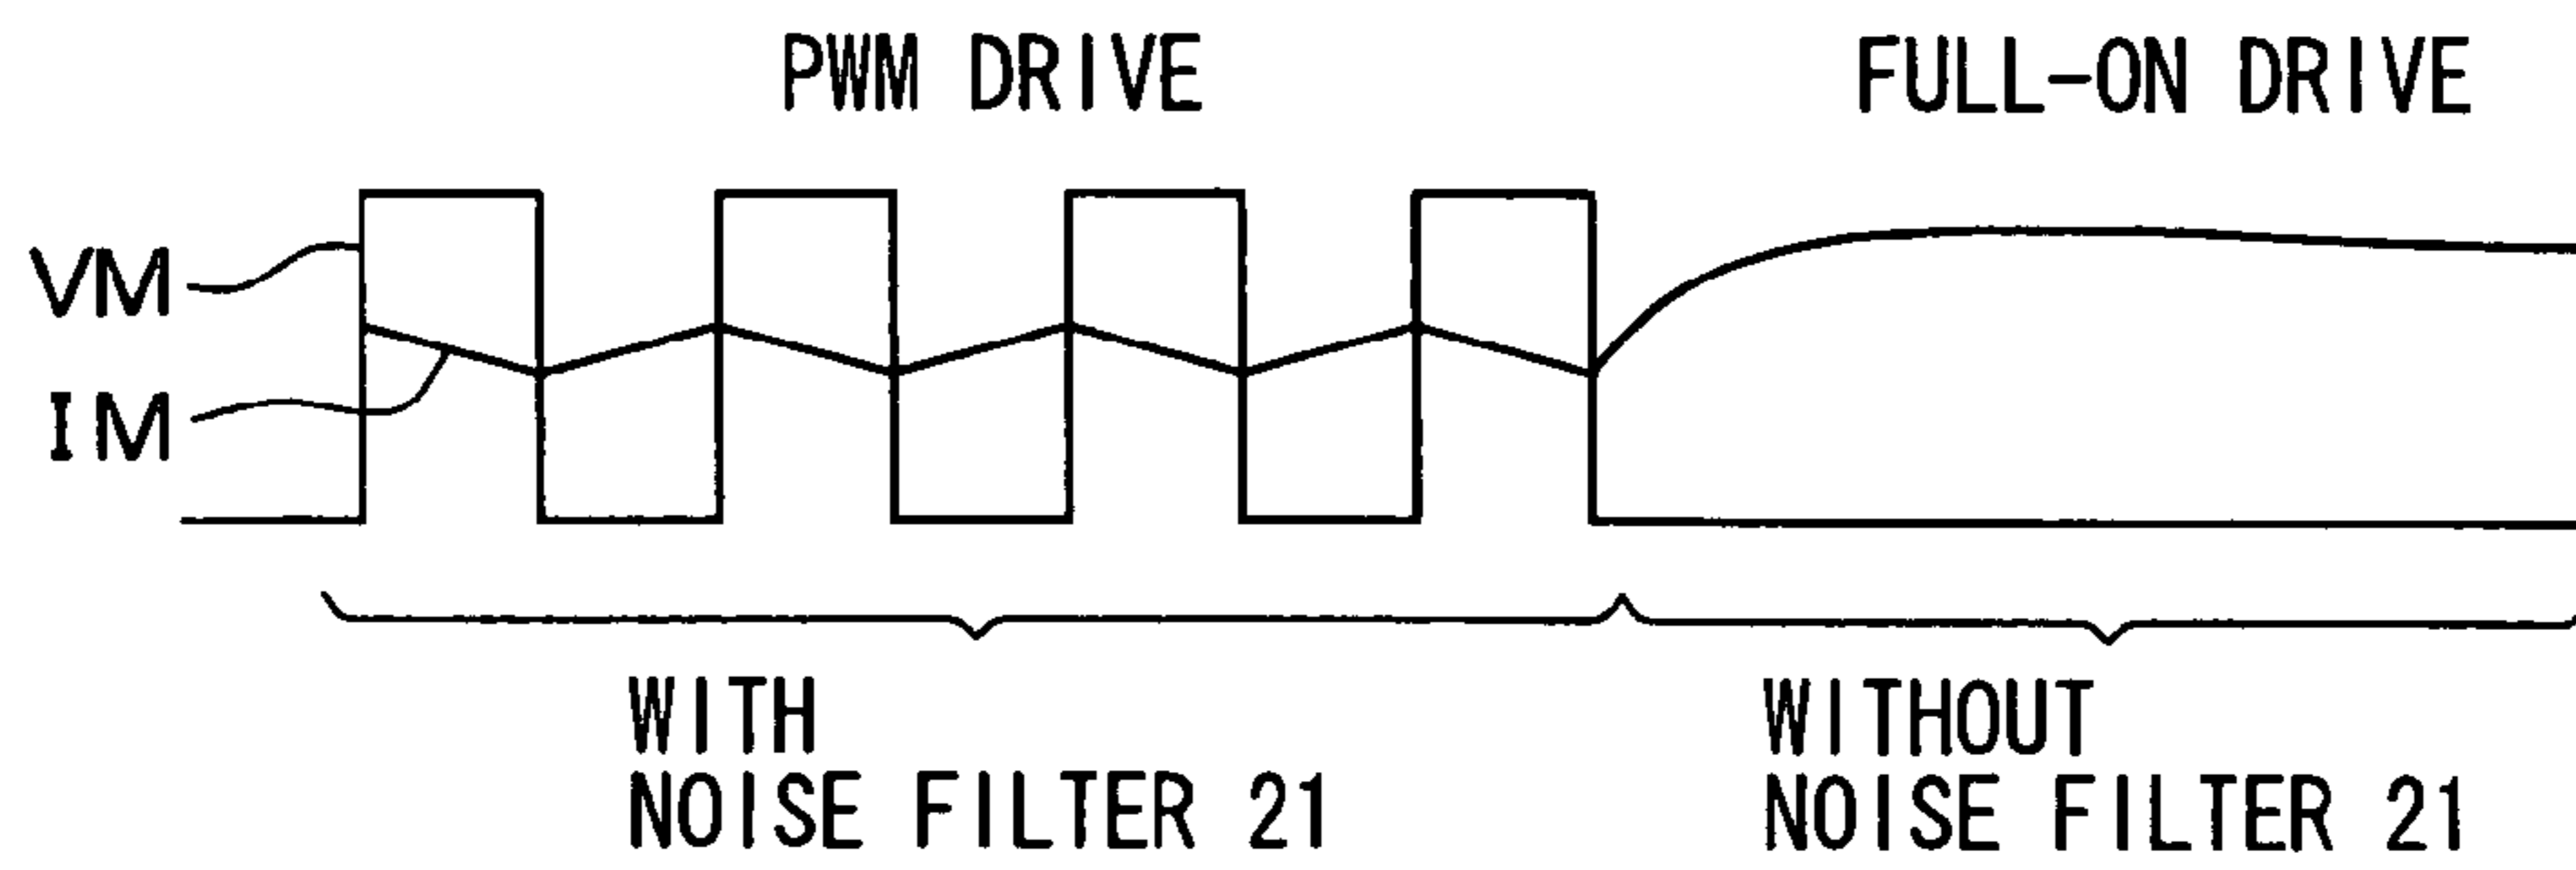 PWM DRIVE
FULL-ON DRIVE
VM
IM
WITH
NOISE FILTER 21
WITHOUT
NOISE FILTER 21